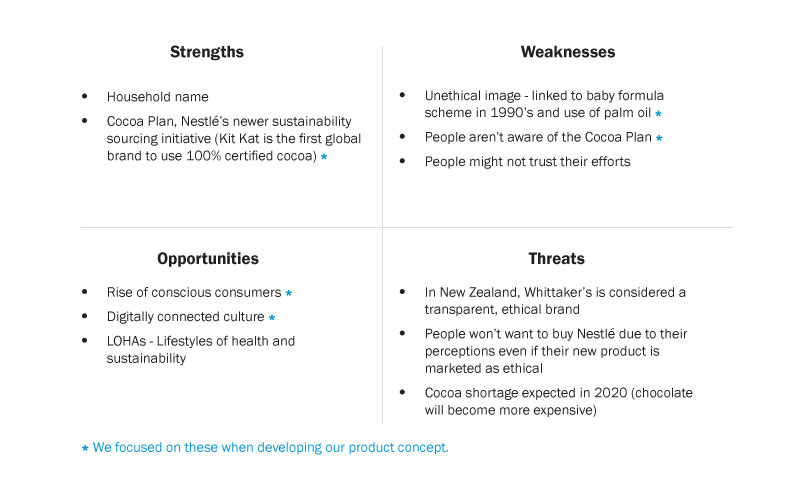 Strengths
• Household name
• Cocoa Plan, Nestlé's newer sustainability
sourcing initiative (Kit Kat is the first global
brand to use 100% certified cocoa) *
Weaknesses
• Unethical image - linked to baby formula
scheme in 1990's and use of palm oil *
• People aren't aware of the Cocoa Plan *
• People might not trust their efforts
Opportunities
• Rise of conscious consumers *
• Digitally connected culture *
• LOHAs - Lifestyles of health and
sustainability
Threats
• In New Zealand, Whittaker's is considered a
transparent, ethical brand
• People won't want to buy Nestlé due to their
perceptions even if their new product is
marketed as ethical
• Cocoa shortage expected in 2020 (chocolate
will become more expensive)
* We focused on these when developing our product concept.